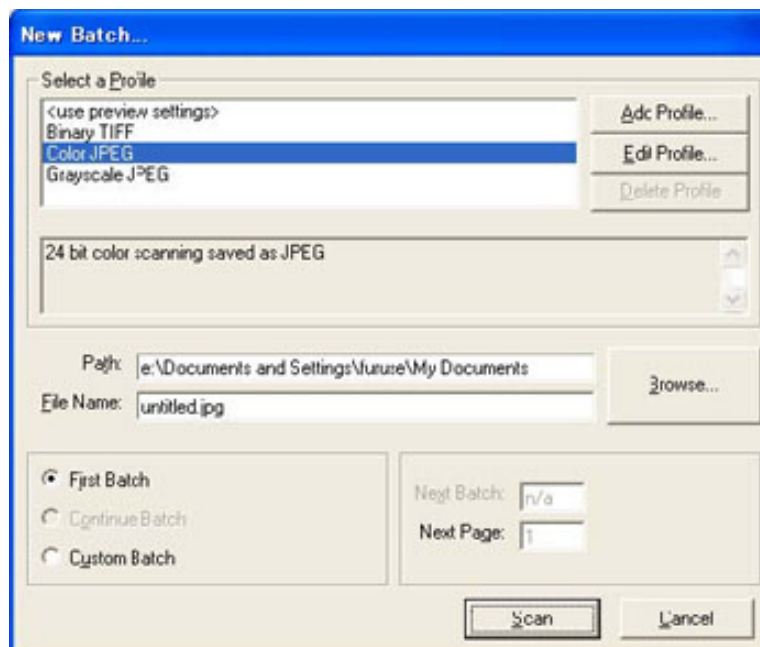 New Batch...
Select a Profile
<use preview settings>
Binary TIFF
Color JPEG
Grayscale JPEG
Add Profile...
Edit Profile...
Delete Profile
24 bit color scanning saved as JPEG
Path: e:\Documents and Settings\furuse\My Documents
File Name: untitled.jpg
Browse...
First Batch
Continue Batch
Custom Batch
Next Batch: n/a
Next Page: 1
Scan
Cancel